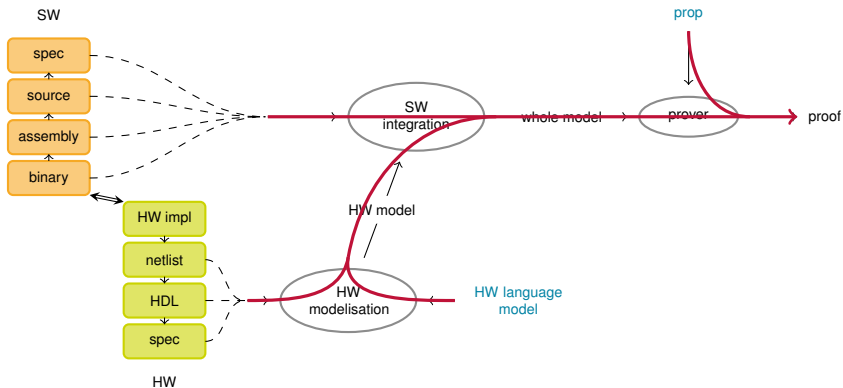 SW
spec
source
assembly
binary
HW impl
netlist
HDL
spec
HW
SW
integration
HW model
HW
modelisation
HW language
model
whole model
prop
prover
proof